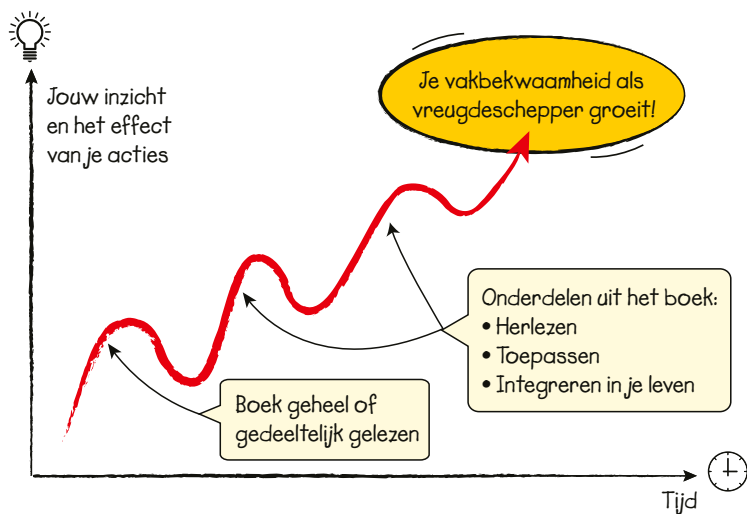 Jouw inzicht
en het effect
van je acties
Je vakbekwaamheid als
vreugdeschepper groeit!
Onderdelen uit het boek:
• Herlezen
• Toepassen
• Integreren in je leven
Boek geheel of
gedeeltelijk gelezen
Tijd